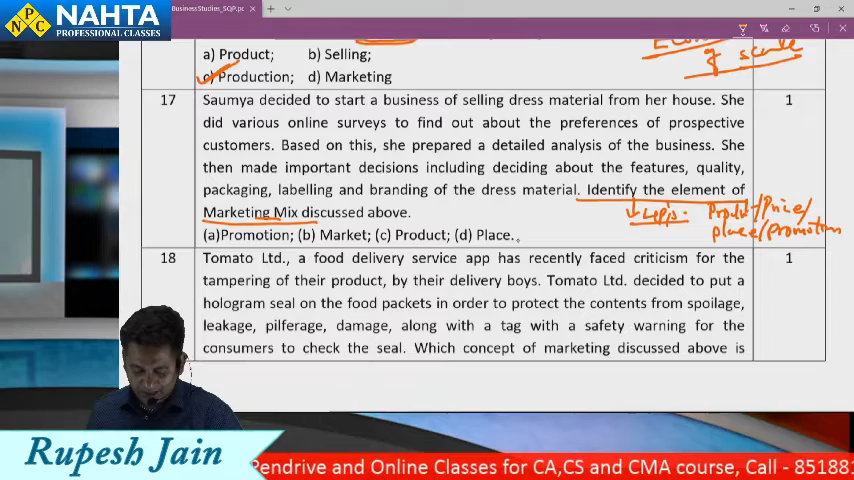 NPC
NAHTA
PROFESSIONAL CLASSES
BusinessStudies_SQP.pc
of scale
a) Product; b) Selling;
c) Production; d) Marketing
17
Saumya decided to start a business of selling dress material from her house. She
did various online surveys to find out about the preferences of prospective
customers. Based on this, she prepared a detailed analysis of the business. She
then made important decisions including deciding about the features, quality,
packaging, labelling and branding of the dress material. Identify the element of
Marketing Mix discussed above.
(a)Promotion; (b) Market; (c) Product; (d) Place.
1
4P's - Product/Price/
place/promotion
18
Tomato Ltd., a food delivery service app has recently faced criticism for the
tampering of their product, by their delivery boys. Tomato Ltd. decided to put a
hologram seal on the food packets in order to protect the contents from spoilage,
leakage, pilferage, damage, along with a tag with a safety warning for the
consumers to check the seal. Which concept of marketing discussed above is
1
Rupesh Jain
Pendrive and Online Classes for CA,CS and CMA course, Call - 851881